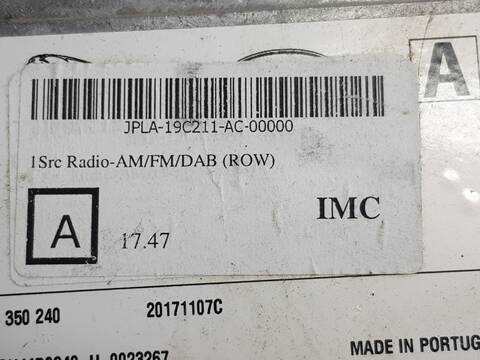 A
JPLA-19C211-AC-00000
1Src Radio-AM/FM/DAB (ROW)
A
17.47
IMC
350 240
20171107C
0023267
MADE IN PORTUG